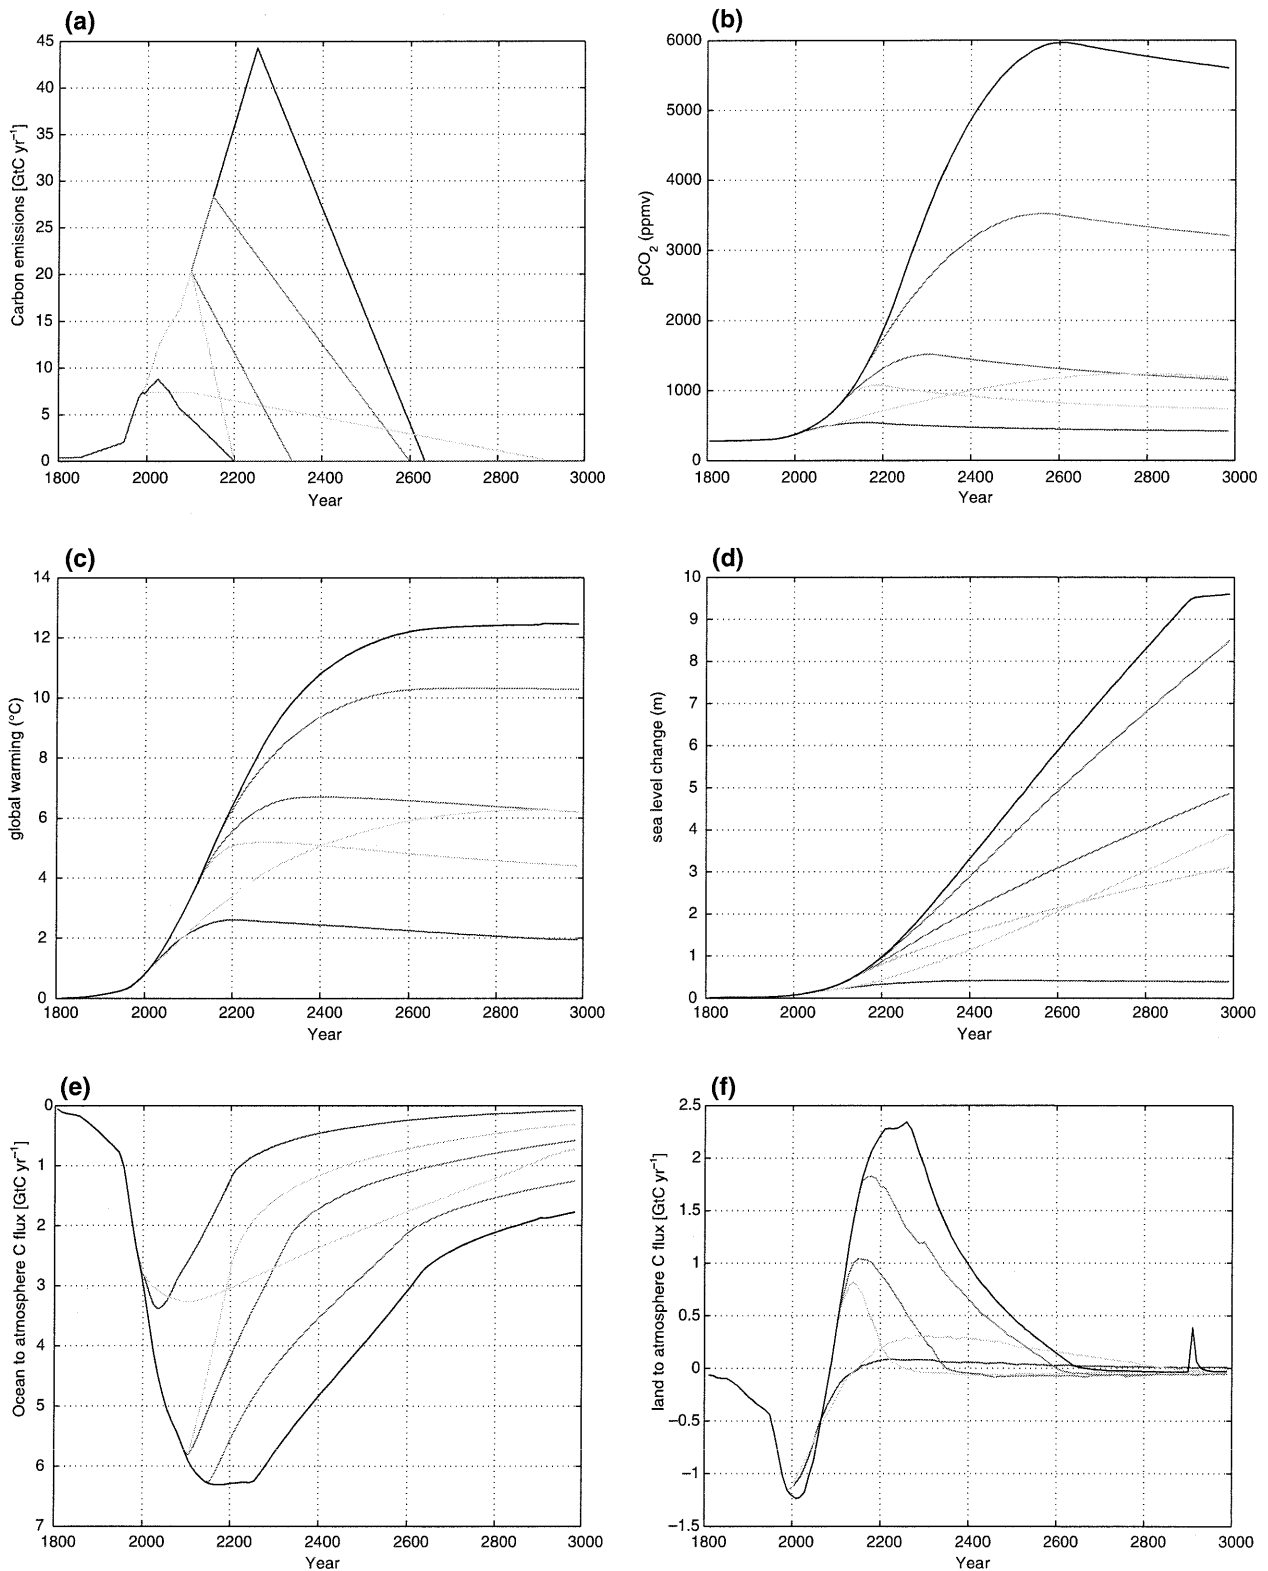 (a)
45
40
35
30
25
20
15
10
5
0
Carbon emissions [GtC yr⁻¹]
1800 2000 2200 2400 2600 2800 3000
Year
(b)
6000
5000
4000
3000
2000
1000
0
pCO₂ (ppmv)
1800 2000 2200 2400 2600 2800 3000
Year
(c)
14
12
10
8
6
4
2
0
global warming (°C)
1800 2000 2200 2400 2600 2800 3000
Year
(d)
10
9
8
7
6
5
4
3
2
1
0
sea level change (m)
1800 2000 2200 2400 2600 2800 3000
Year
(e)
0
1
2
3
4
5
6
7
Ocean to atmosphere C flux [GtC yr⁻¹]
1800 2000 2200 2400 2600 2800 3000
Year
(f)
2.5
2
1.5
1
0.5
0
−0.5
−1
−1.5
land to atmosphere C flux [GtC yr⁻¹]
1800 2000 2200 2400 2600 2800 3000
Year